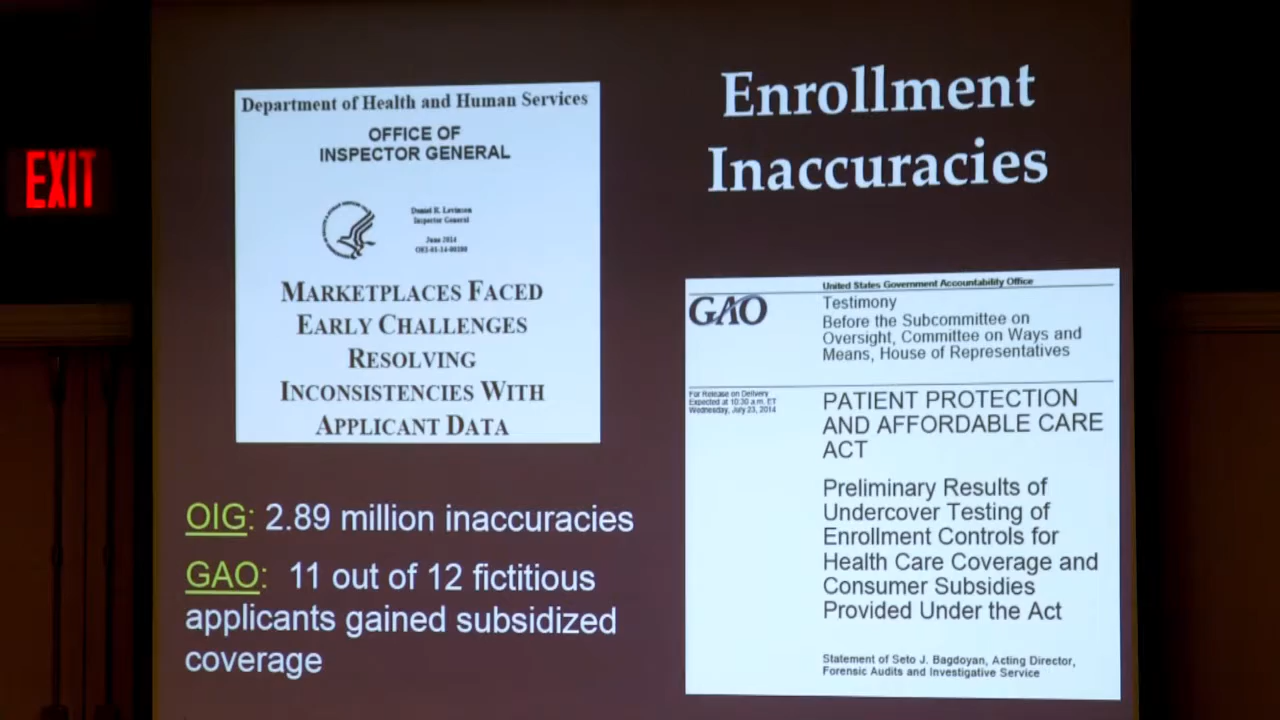 EXIT
Enrollment
Inaccuracies
Department of Health and Human Services
OFFICE OF
INSPECTOR GENERAL
Daniel R. Levinson
Inspector General
June 2014
MARKETPLACES FACED
EARLY CHALLENGES
RESOLVING
INCONSISTENCIES WITH
APPLICANT DATA
OIG: 2.89 million inaccuracies
GAO: 11 out of 12 fictitious
applicants gained subsidized
coverage
United States Government Accountability Office
GAO
Testimony
Before the Subcommittee on
Oversight, Committee on Ways and
Means, House of Representatives
For Release on Delivery
Expected at 10:30 a.m. ET
Wednesday, July 23, 2014
PATIENT PROTECTION
AND AFFORDABLE CARE
ACT
Preliminary Results of
Undercover Testing of
Enrollment Controls for
Health Care Coverage and
Consumer Subsidies
Provided Under the Act
Statement of Seto J. Bagdoyan, Acting Director,
Forensic Audits and Investigative Service